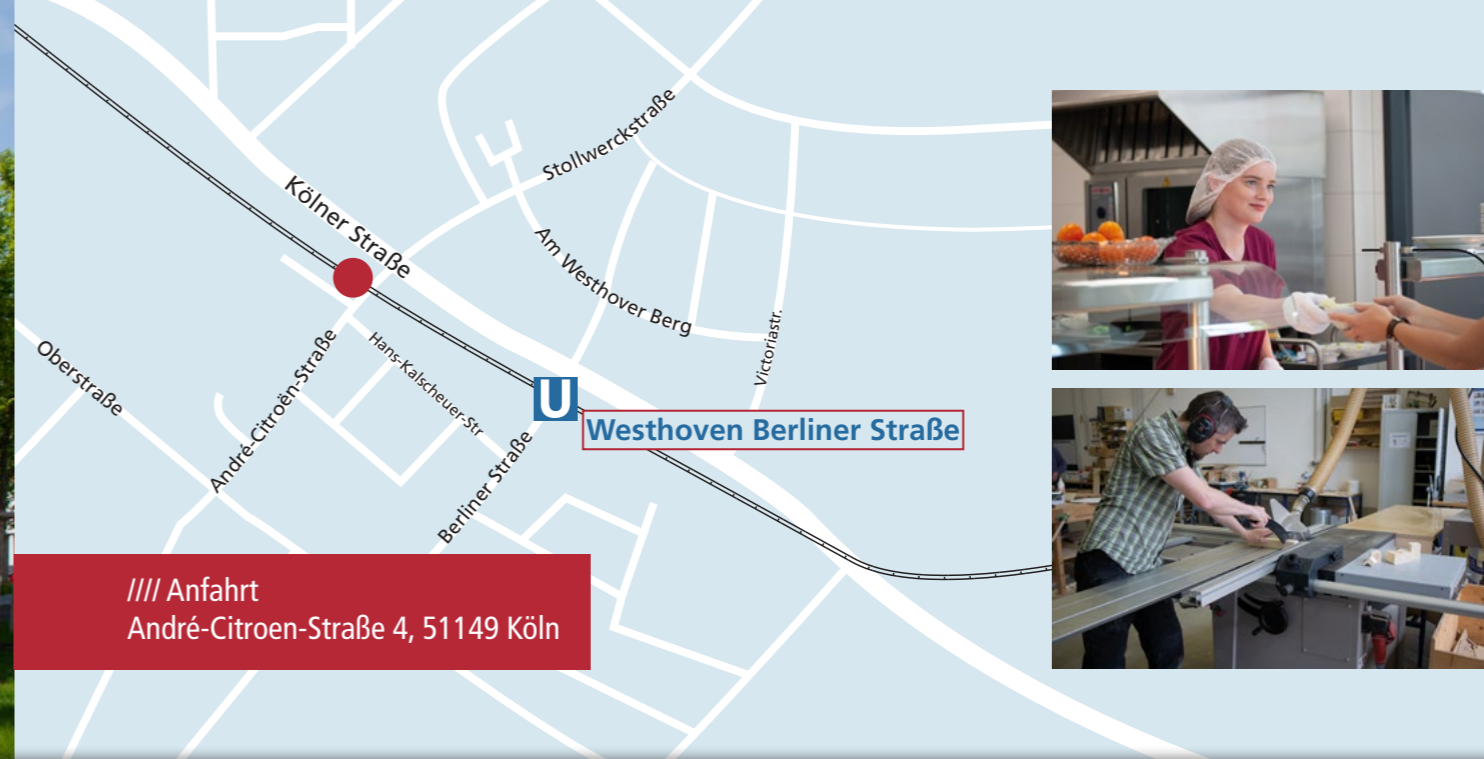 Stollwerckstraße
Kölner Straße
Am Westhover Berg
Victoriastr.
Oberstraße
André-Citroën-Straße
Hans-Kalscheuer-Str
U
Westhoven Berliner Straße
Berliner Straße
//// Anfahrt
André-Citroen-Straße 4, 51149 Köln